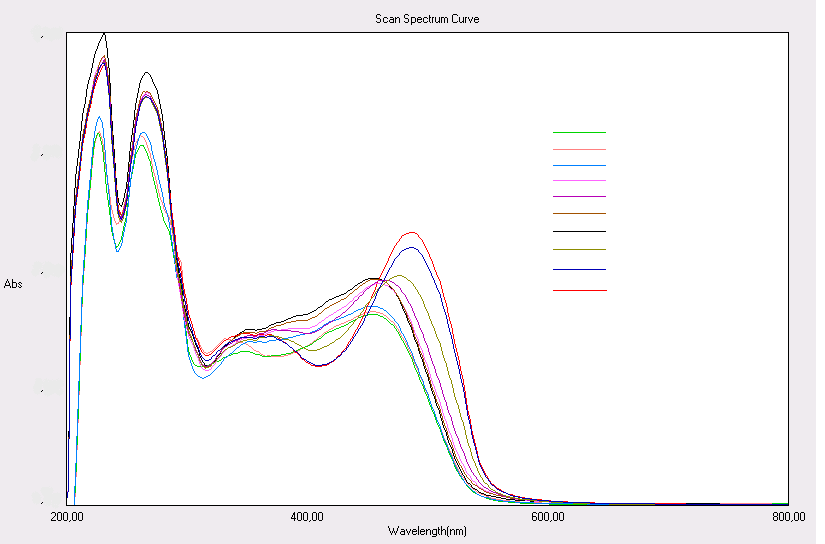 Scan Spectrum Curve
Abs
200,00 400,00 600,00 800,00
Wavelength(nm)